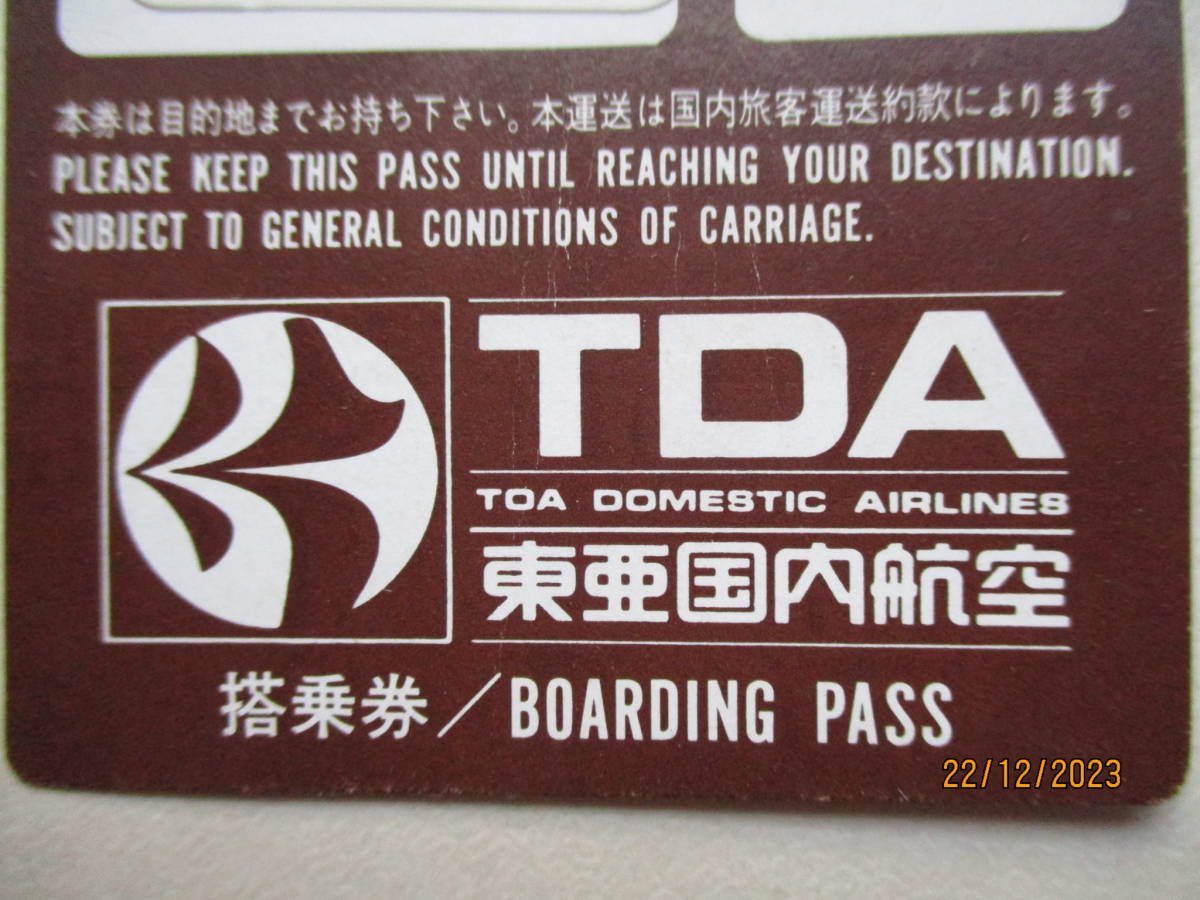 本券は目的地までお持ち下さい。本運送は国内旅客運送約款によります。
PLEASE KEEP THIS PASS UNTIL REACHING YOUR DESTINATION.
SUBJECT TO GENERAL CONDITIONS OF CARRIAGE.
TDA
TOA DOMESTIC AIRLINES
東亜国内航空
搭乗券/BOARDING PASS
22/12/2023